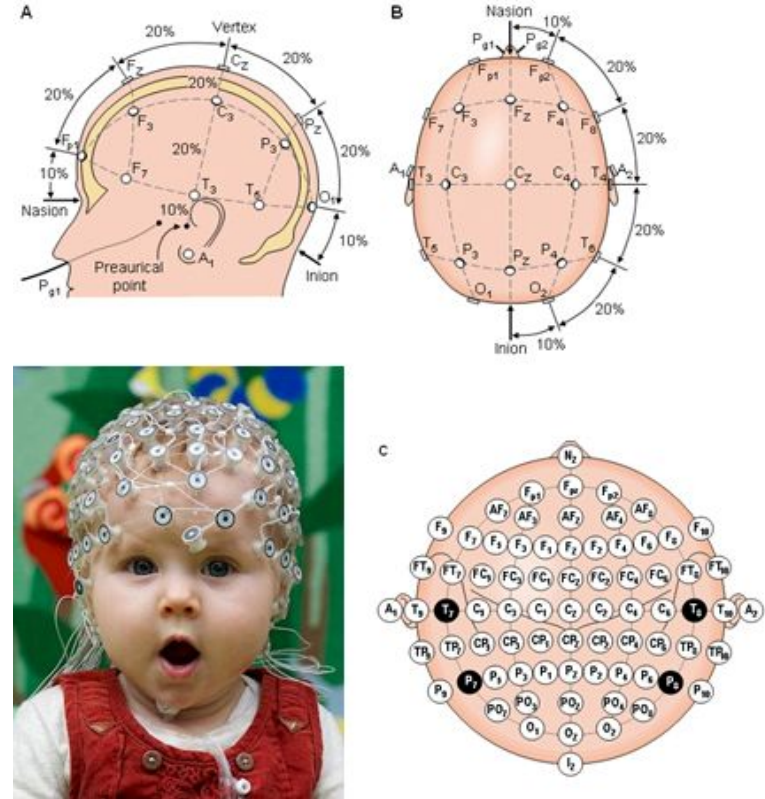 A
Vertex
20%
20%
Fz
Cz
20%
20%
Fp1
F3
C3
Pz
P3
20%
20%
10%
F7
T3
T5
O1
Nasion
10%
10%
Preaurical
point
A1
Inion
Pg1
B
Nasion
10%
Pg1
Pg2
Fp1
Fp2
20%
F7
F3
Fz
F4
F8
20%
A1
T3
C3
Cz
C4
T4
A2
20%
T5
P3
Pz
P4
T6
O1
O2
20%
Inion
10%
C
Nz
Fp1 Fpz Fp2
AF7 AF3 AFz AF4 AF8
F9 F7 F5 F3 F1 Fz F2 F4 F6 F8 F10
FT9 FT7 FC5 FC3 FC1 FCz FC2 FC4 FC6 FT8 FT10
A1 T9 T7 C5 C3 C1 Cz C2 C4 C6 T8 T10 A2
TP9 TP7 CP5 CP3 CP1 CPz CP2 CP4 CP6 TP8 TP10
P9 P7 P5 P3 P1 Pz P2 P4 P6 P8 P10
PO7 PO3 POz PO4 PO8
O1 Oz O2
Iz